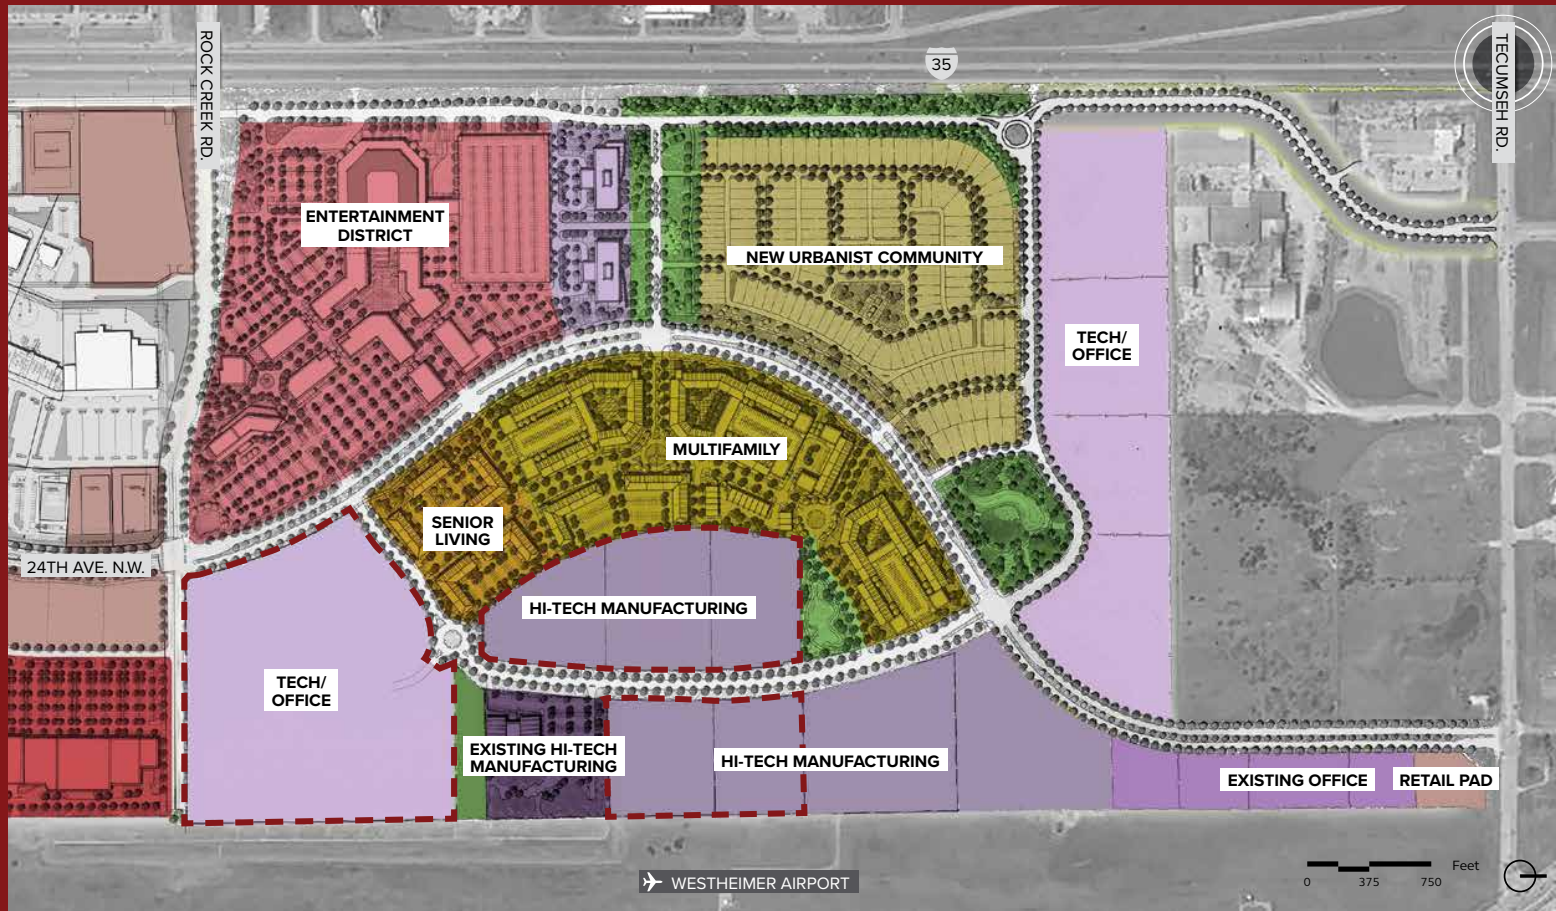 ROCK CREEK RD.
35
TECUMSEH RD.
ENTERTAINMENT
DISTRICT
NEW URBANIST COMMUNITY
TECH/
OFFICE
MULTIFAMILY
SENIOR
LIVING
24TH AVE. N.W.
HI-TECH MANUFACTURING
TECH/
OFFICE
EXISTING HI-TECH
MANUFACTURING
HI-TECH MANUFACTURING
EXISTING OFFICE
RETAIL PAD
WESTHEIMER AIRPORT
Feet
0 375 750